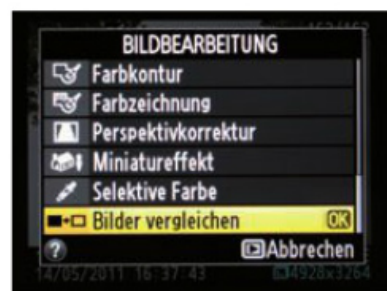 BILDBEARBEITUNG
Farbkontur
Farbzeichnung
Perspektivkorrektur
Miniatureffekt
Selektive Farbe
Bilder vergleichen OK
? Abbrechen
14/05/2011 16:37:43 4928x3264